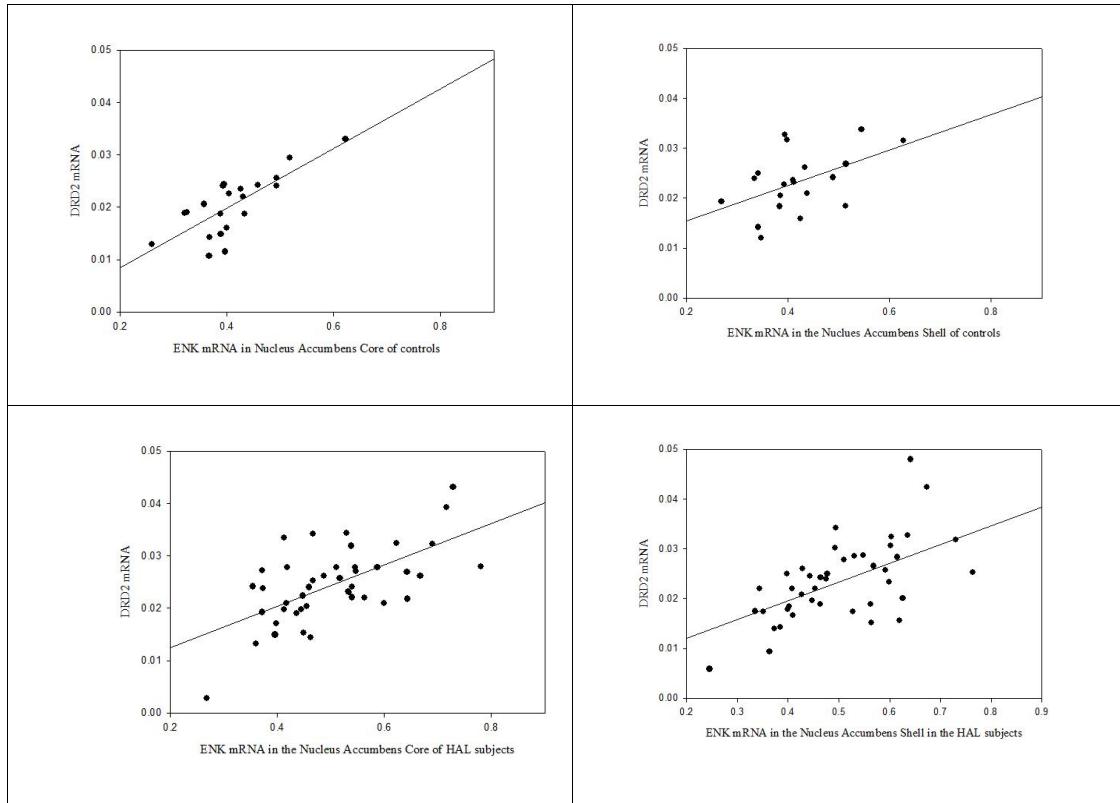 0.05
0.04
0.03
0.02
0.01
0.00
DRD2 mRNA
0.2 0.4 0.6 0.8
ENK mRNA in Nucleus Accumbens Core of controls
0.05
0.04
0.03
0.02
0.01
0.00
DRD2 mRNA
0.2 0.4 0.6 0.8
ENK mRNA in the Nuclues Accumbens Shell of controls
0.05
0.04
0.03
0.02
0.01
0.00
DRD2 mRNA
0.2 0.4 0.6 0.8
ENK mRNA in the Nucleus Accumbens Core of HAL subjects
0.05
0.04
0.03
0.02
0.01
0.00
DRD2 mRNA
0.2 0.3 0.4 0.5 0.6 0.7 0.8 0.9
ENK mRNA in the Nucleus Accumbens Shell in the HAL subjects